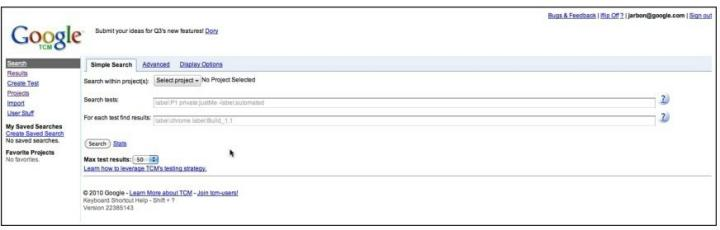 Bugs & Feedback | Rip Off ? | jarbon@google.com | Sign out
Google
TCM
Submit your ideas for Q3's new features! Dory
Search
Results
Create Test
Projects
Import
User Stuff
My Saved Searches
Create Saved Search
No saved searches.
Favorite Projects
No favorites.
Simple Search Advanced Display Options
Search within project(s): Select project No Project Selected
Search tests: label:P1 private:justMe -label:automated ?
For each test find results: label:chrome label:Build_1.1 ?
Search Stats
Max test results: 50
Learn how to leverage TCM's testing strategy.
© 2010 Google - Learn More about TCM - Join tcm-users!
Keyboard Shortcut Help - Shift + ?
Version 22385143